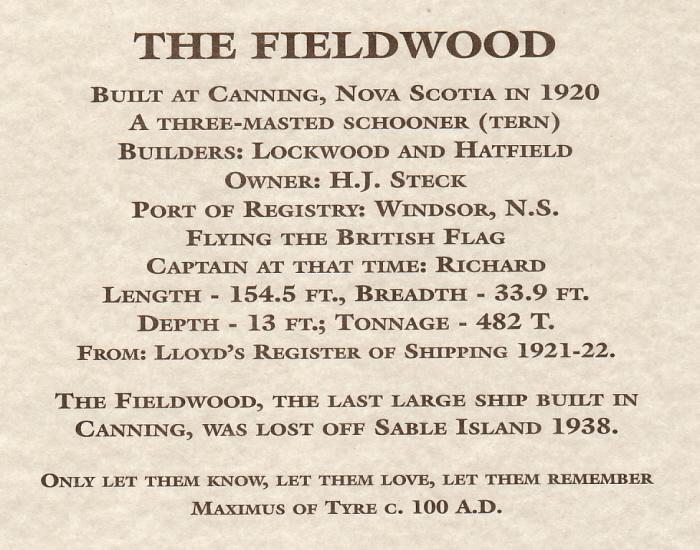 THE FIELDWOOD
BUILT AT CANNING, NOVA SCOTIA IN 1920
A THREE-MASTED SCHOONER (TERN)
BUILDERS: LOCKWOOD AND HATFIELD
OWNER: H.J. STECK
PORT OF REGISTRY: WINDSOR, N.S.
FLYING THE BRITISH FLAG
CAPTAIN AT THAT TIME: RICHARD
LENGTH - 154.5 FT., BREADTH - 33.9 FT.
DEPTH - 13 FT.; TONNAGE - 482 T.
FROM: LLOYD'S REGISTER OF SHIPPING 1921-22.
THE FIELDWOOD, THE LAST LARGE SHIP BUILT IN
CANNING, WAS LOST OFF SABLE ISLAND 1938.
ONLY LET THEM KNOW, LET THEM LOVE, LET THEM REMEMBER
MAXIMUS OF TYRE C. 100 A.D.